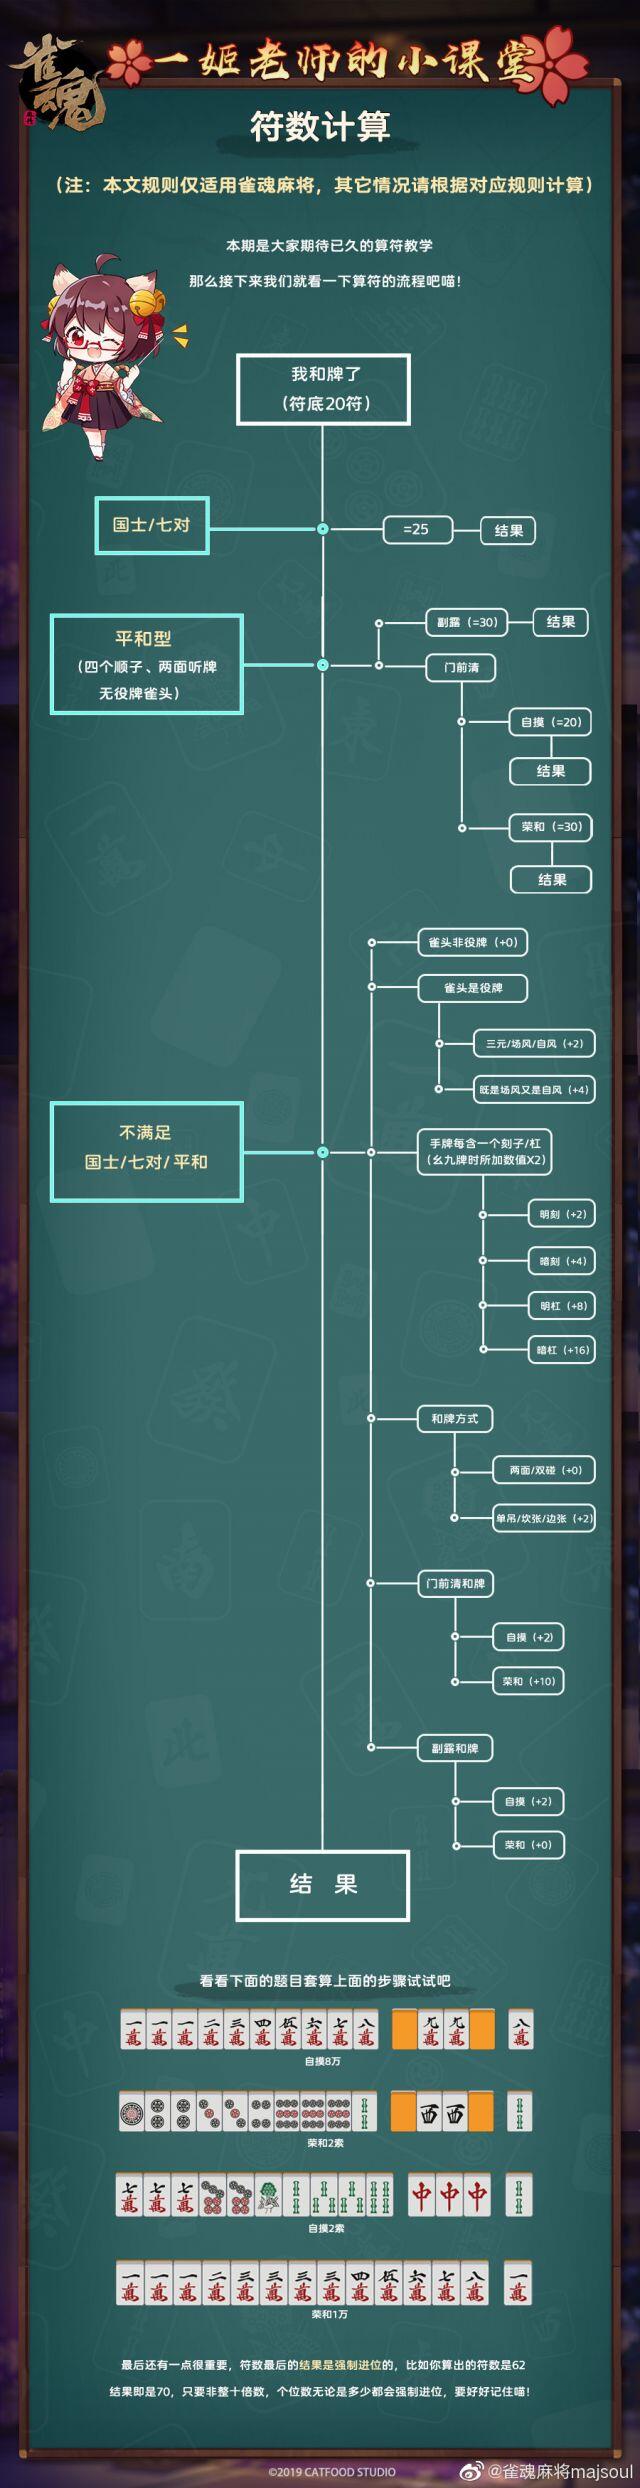 雀魂
一姬老师的小课堂
符数计算
（注：本文规则仅适用雀魂麻将，其它情况请根据对应规则计算）
本期是大家期待已久的算符教学
那么接下来我们就看一下算符的流程吧喵！
我和牌了
（符底20符）
国士/七对
=25
结果
平和型
（四个顺子、两面听牌
无役牌雀头）
副露（=30）
结果
门前清
自摸（=20）
结果
荣和（=30）
结果
不满足
国士/七对/平和
雀头非役牌（+0）
雀头是役牌
三元/场风/自风（+2）
既是场风又是自风（+4）
手牌每含一个刻子/杠
（幺九牌时所加数值X2）
明刻（+2）
暗刻（+4）
明杠（+8）
暗杠（+16）
和牌方式
两面/双碰（+0）
单吊/坎张/边张（+2）
门前清和牌
自摸（+2）
荣和（+10）
副露和牌
自摸（+2）
荣和（+0）
结 果
看看下面的题目套算上面的步骤试试吧
一萬 一萬 一萬 二萬 三萬 四萬 伍萬 六萬 七萬 八萬 九萬 九萬 八萬
自摸8万
西 西
荣和2索
七萬 七萬 七萬 中 中 中
自摸2索
一萬 一萬 一萬 二萬 三萬 三萬 三萬 三萬 四萬 伍萬 六萬 七萬 八萬 一萬
荣和1万
最后还有一点很重要，符数最后的结果是强制进位的，比如你算出的符数是62
结果即是70，只要非整十倍数，个位数无论是多少都会强制进位，要好好记住喵！
©2019 CATFOOD STUDIO
@雀魂麻将majsoul